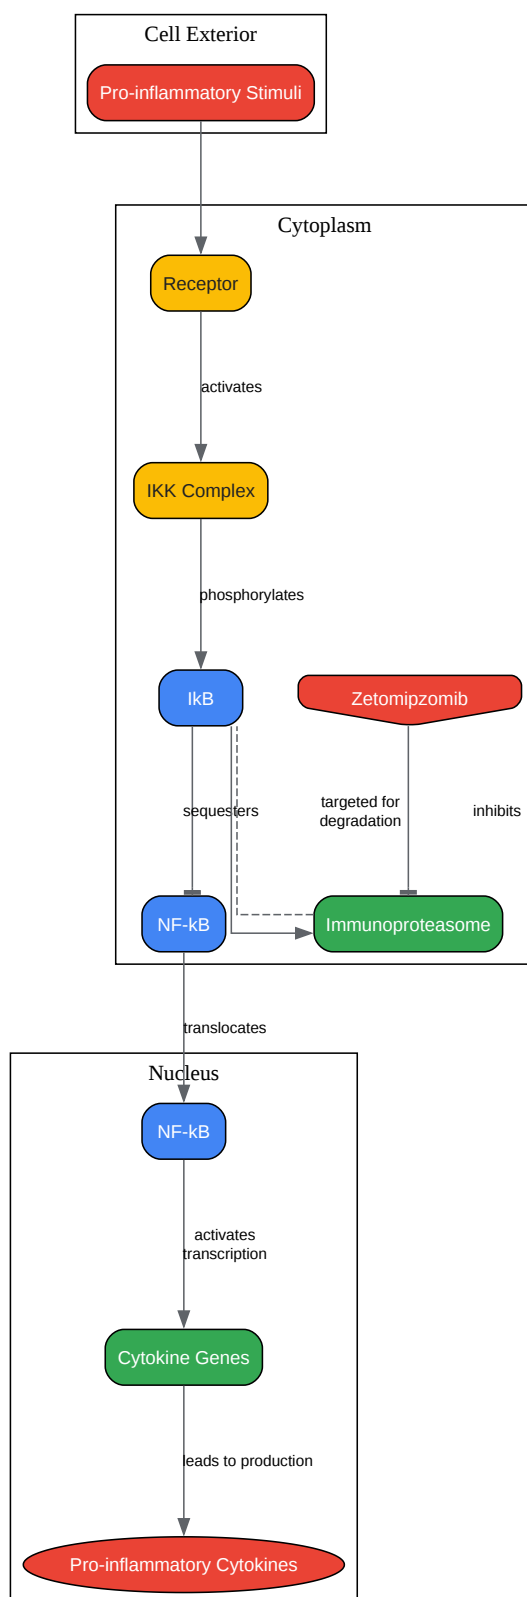 Cell Exterior
Pro-inflammatory Stimuli
Cytoplasm
Receptor
activates
IKK Complex
phosphorylates
IkB
Zetomipzomib
sequesters
targeted for
degradation
inhibits
NF-kB
Immunoproteasome
translocates
Nucleus
NF-kB
activates
transcription
Cytokine Genes
leads to production
Pro-inflammatory Cytokines